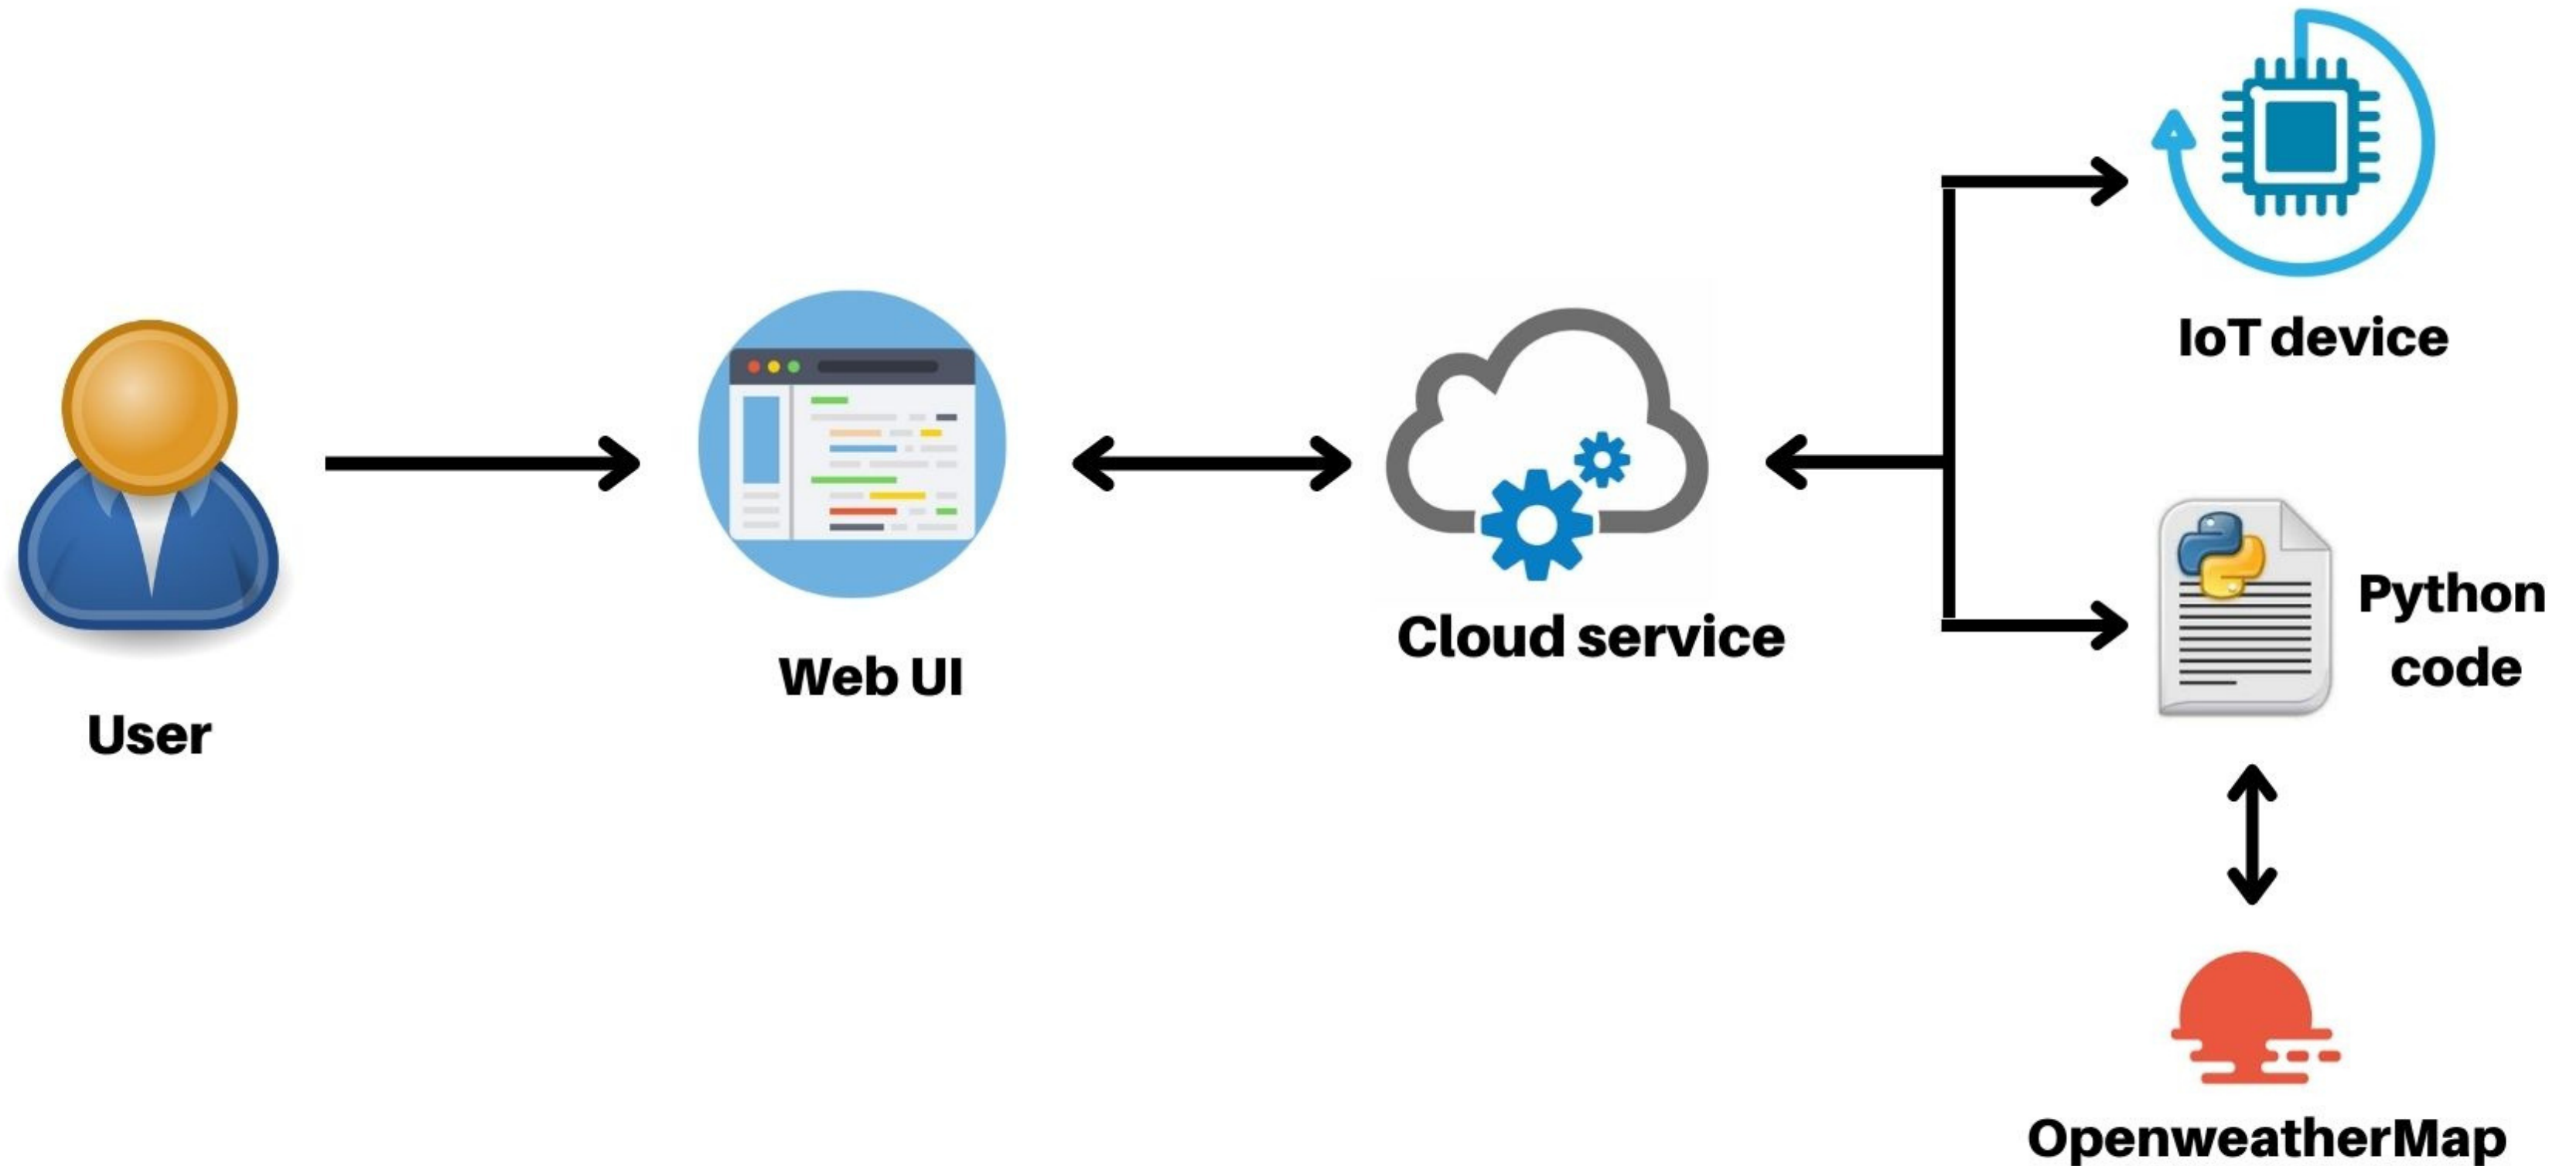 User
Web UI
Cloud service
IoT device
Python
code
OpenweatherMap